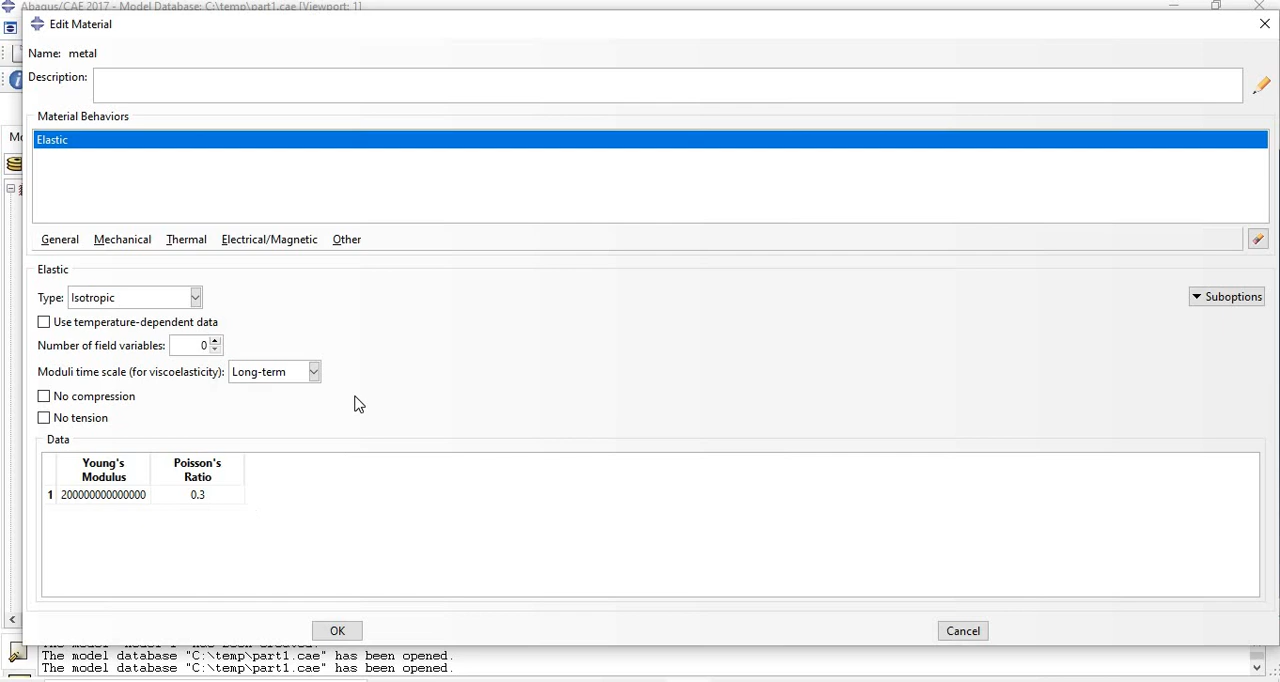 Abaqus/CAE 2017 - Model Database: C:\temp\part1.cae [Viewport: 1]
Edit Material
Name: metal
Description:
Material Behaviors
Elastic
General Mechanical Thermal Electrical/Magnetic Other
Elastic
Type: Isotropic
Suboptions
Use temperature-dependent data
Number of field variables: 0
Moduli time scale (for viscoelasticity): Long-term
No compression
No tension
Data
Young's Poisson's
Modulus Ratio
1 200000000000000 0.3
OK Cancel
The model database "C:\temp\part1.cae" has been opened.
The model database "C:\temp\part1.cae" has been opened.